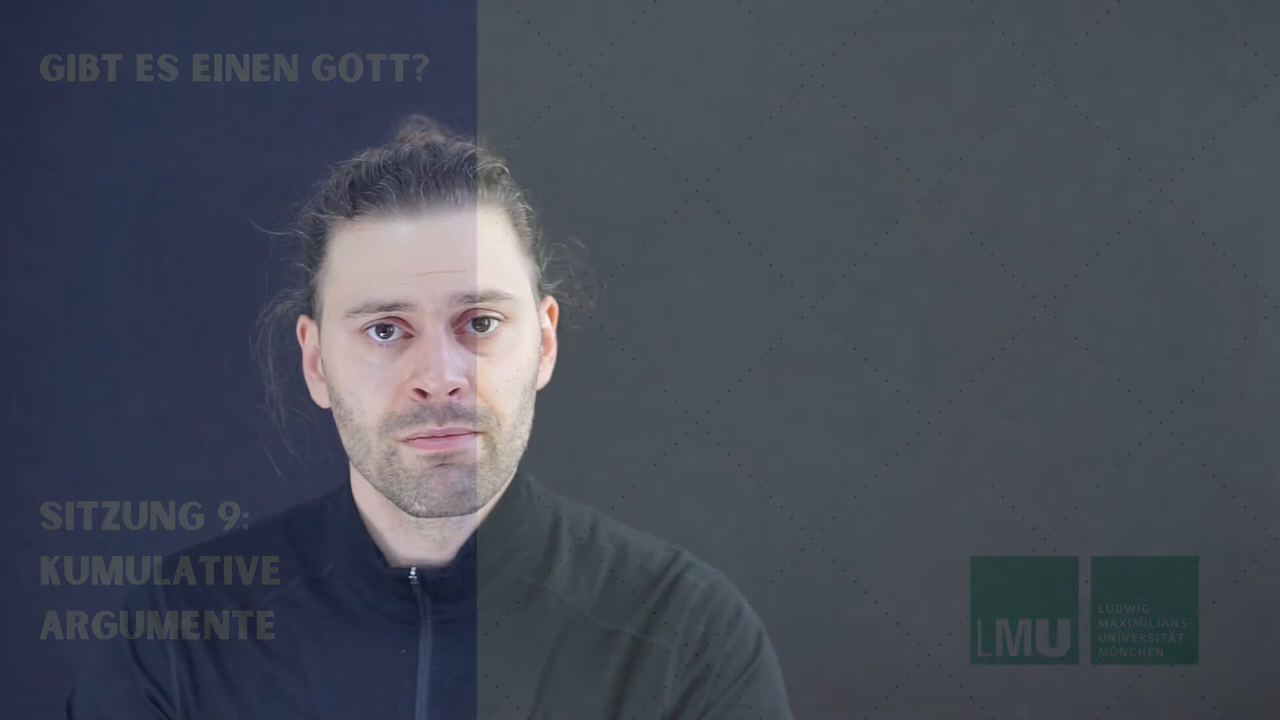 GIBT ES EINEN GOTT?
SITZUNG 9:
KUMULATIVE
ARGUMENTE
LMU
LUDWIG-
MAXIMILIANS-
UNIVERSITÄT
MÜNCHEN